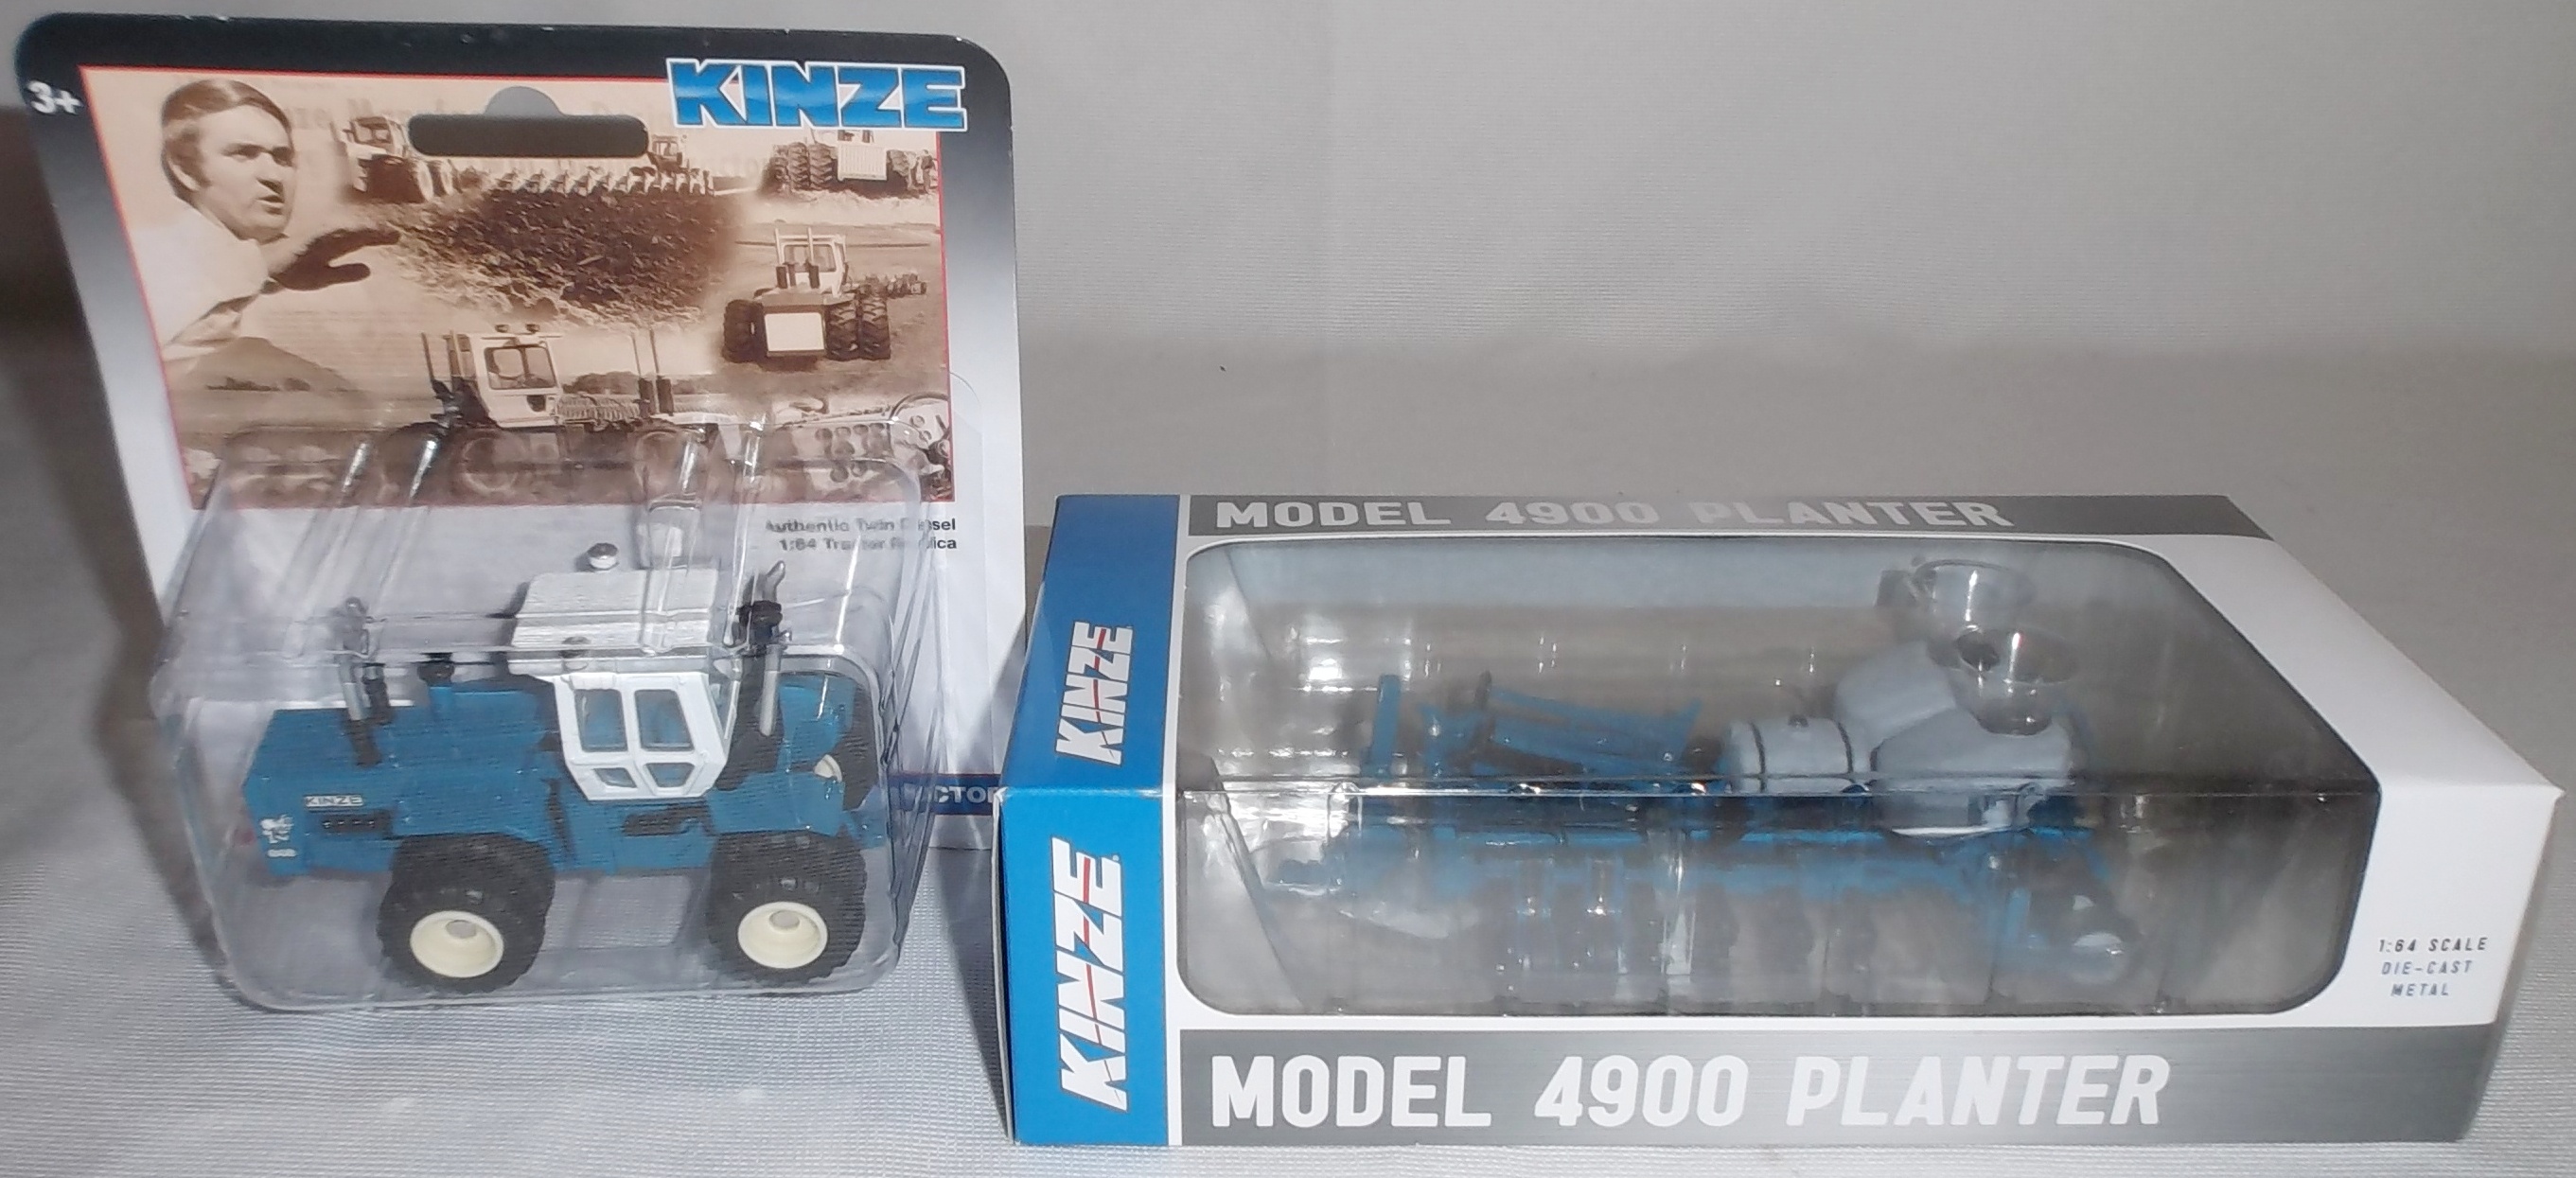 3+
KINZE
Authentic Twin Diesel
1:64 Tractor Replica
KINZE
CTOR
MODEL 4900 PLANTER
KINZE
KINZE
1:64 SCALE
DIE-CAST
METAL
MODEL 4900 PLANTER